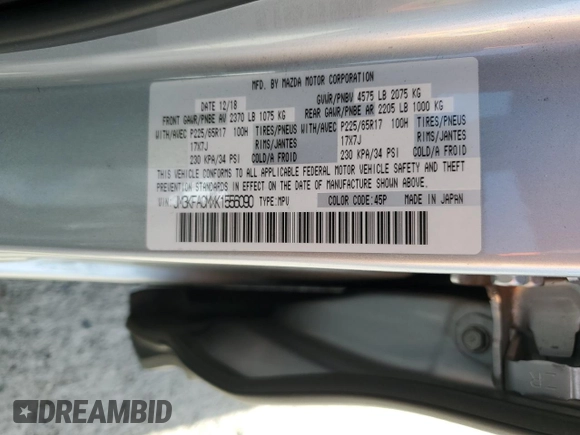 MFD. BY MAZDA MOTOR CORPORATION
DATE 12/18 GVWR/PNBV 4575 LB 2075 KG
FRONT GAWR/PNBE AV 2370 LB 1075 KG REAR GAWR/PNBE AR 2205 LB 1000 KG
WITH/AVEC P225/65R17 100H TIRES/PNEUS WITH/AVEC P225/65R17 100H TIRES/PNEUS
17X7J RIMS/JANTES 17X7J RIMS/JANTES
230 KPA/34 PSI COLD/A FROID 230 KPA/34 PSI COLD/A FROID
THIS VEHICLE CONFORMS TO ALL APPLICABLE FEDERAL MOTOR VEHICLE SAFETY AND THEFT
PREVENTION STANDARDS IN EFFECT ON THE DATE OF MANUFACTURE SHOWN ABOVE.
TYPE:MPV COLOR CODE:45P MADE IN JAPAN
DREAMBID